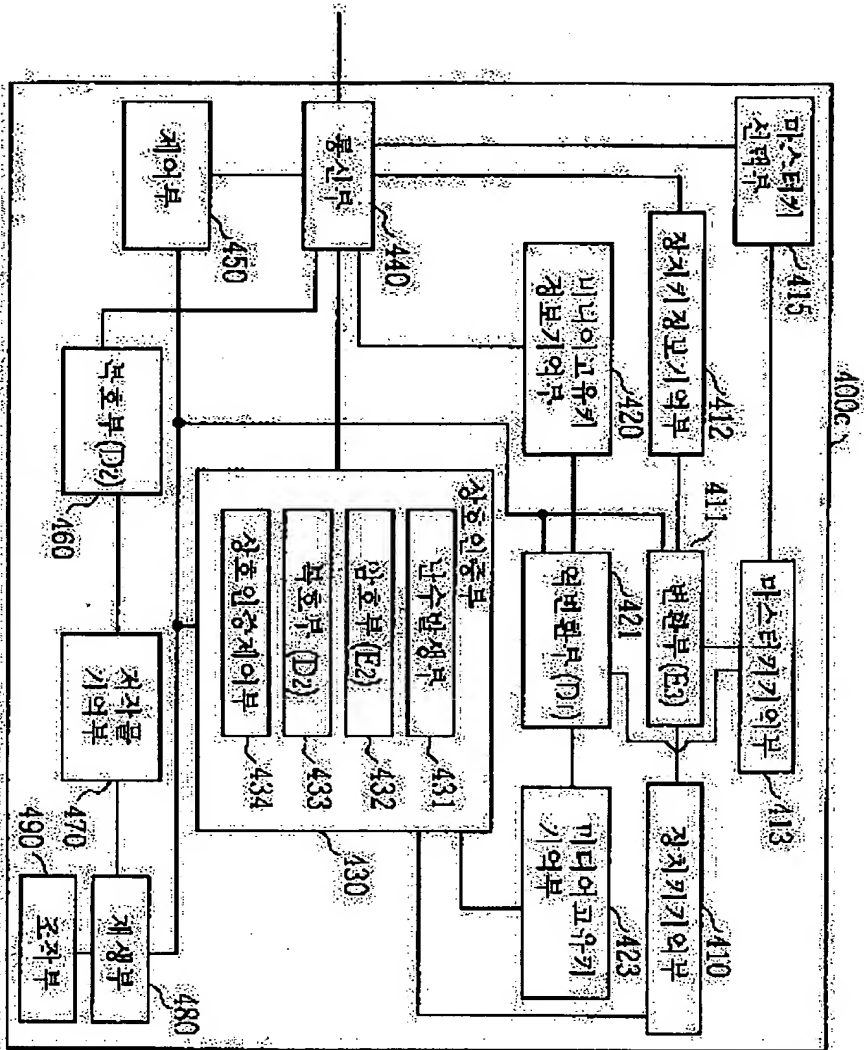 400c
마스터키
선택부
415
마스터키기억부
413
장치키정보기억부
412
411
변환부(E3)
장치키기억부
410
미디어고유키
정보기억부
420
역변환부(D1)
421
미디어고유키
기억부
423
상호인증부
난수발생부
431
암호부(E2)
432
복호부(D2)
433
상호인증제어부
434
430
통신부
440
제어부
450
복호부(D2)
460
저작물
기억부
470
재생부
480
조작부
490